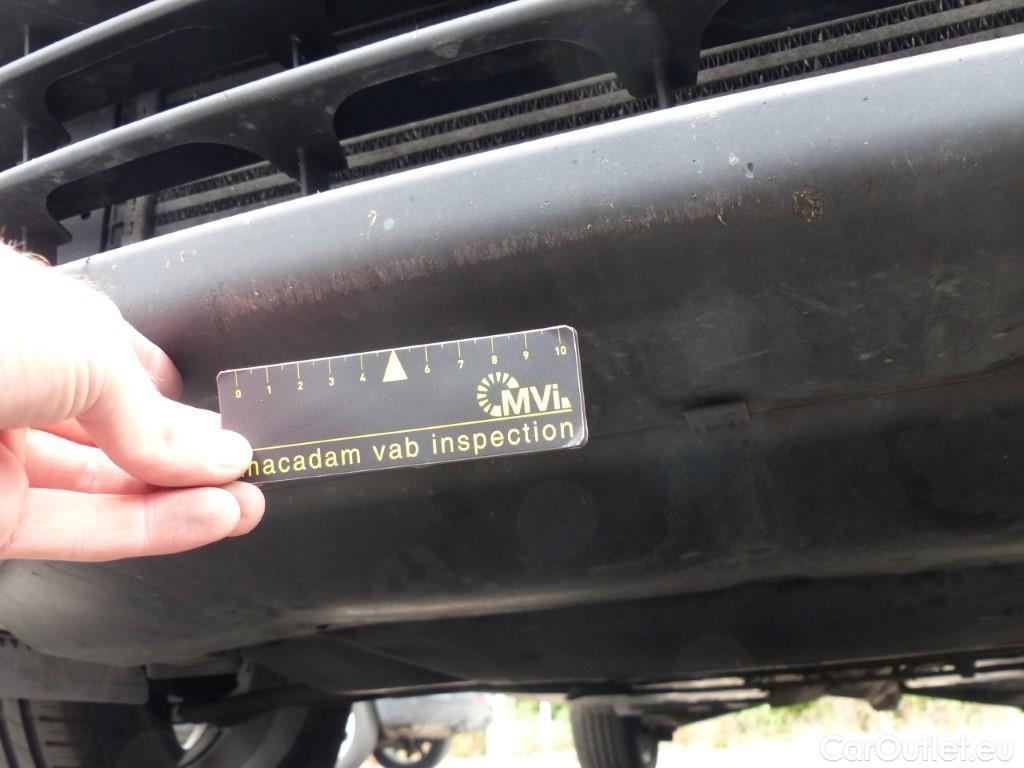 0 1 2 3 4 6 7 8 9 10
MVi
macadam vab inspection
CarOutlet.eu